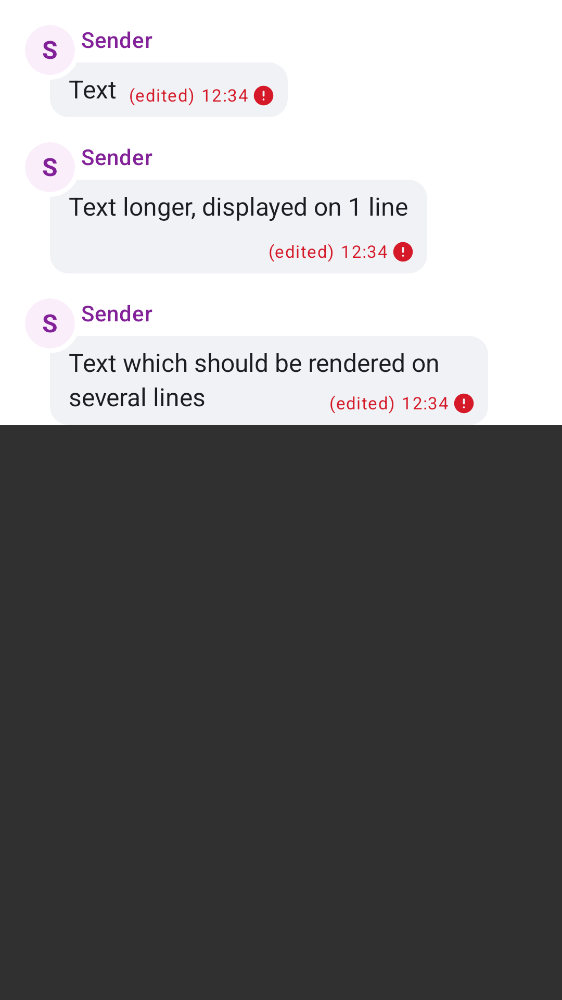 S Sender
Text (edited) 12:34
S Sender
Text longer, displayed on 1 line
(edited) 12:34
S Sender
Text which should be rendered on
several lines (edited) 12:34